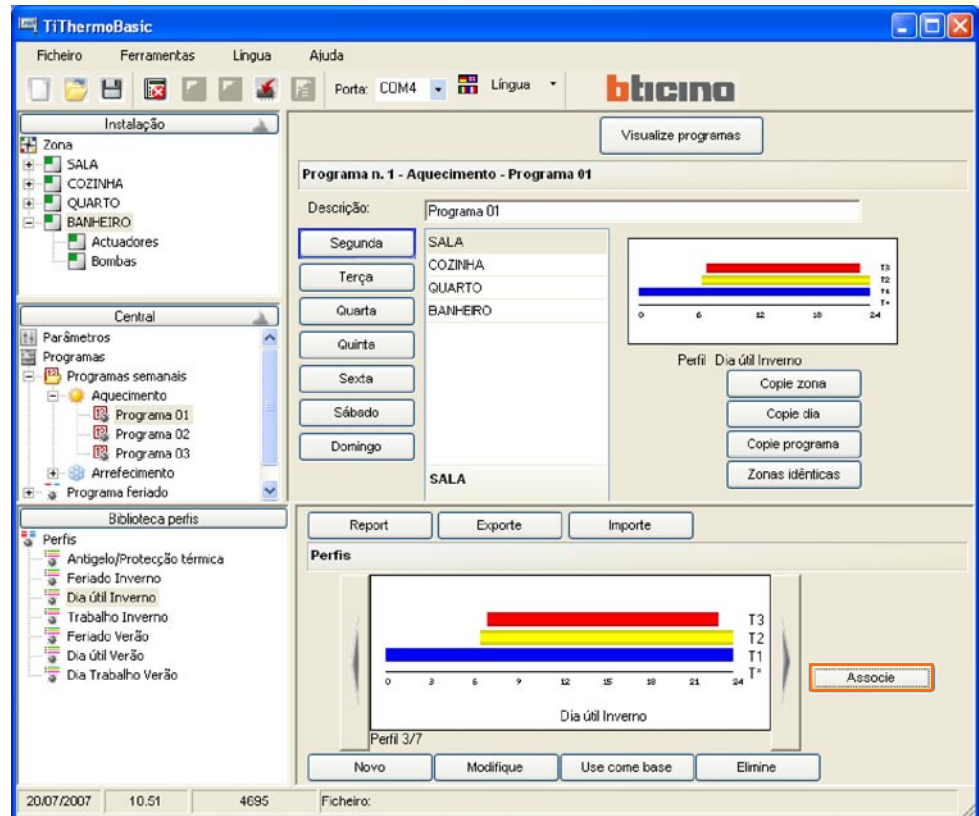 TiThermoBasic
Ficheiro Ferramentas Língua Ajuda
Porta: COM4 Língua bticino
Instalação
Zona
SALA
COZINHA
QUARTO
BANHEIRO
Actuadores
Bombas
Central
Parâmetros
Programas
Programas semanais
Aquecimento
Programa 01
Programa 02
Programa 03
Arrefecimento
Programa feriado
Biblioteca perfis
Perfis
Antigelo/Protecção térmica
Feriado Inverno
Dia útil Inverno
Trabalho Inverno
Feriado Verão
Dia útil Verão
Dia Trabalho Verão
Visualize programas
Programa n. 1 - Aquecimento - Programa 01
Descrição: Programa 01
Segunda
Terça
Quarta
Quinta
Sexta
Sábado
Domingo
SALA
COZINHA
QUARTO
BANHEIRO
SALA
T3
T2
T1
T*
0 6 12 18 24
Perfil Dia útil Inverno
Copie zona
Copie dia
Copie programa
Zonas idênticas
Report Exporte Importe
Perfis
T3
T2
T1
T*
0 3 6 9 12 15 18 21 24
Dia útil Inverno
Perfil 3/7
Associe
Novo Modifique Use come base Elimine
20/07/2007 10.51 4695 Ficheiro: